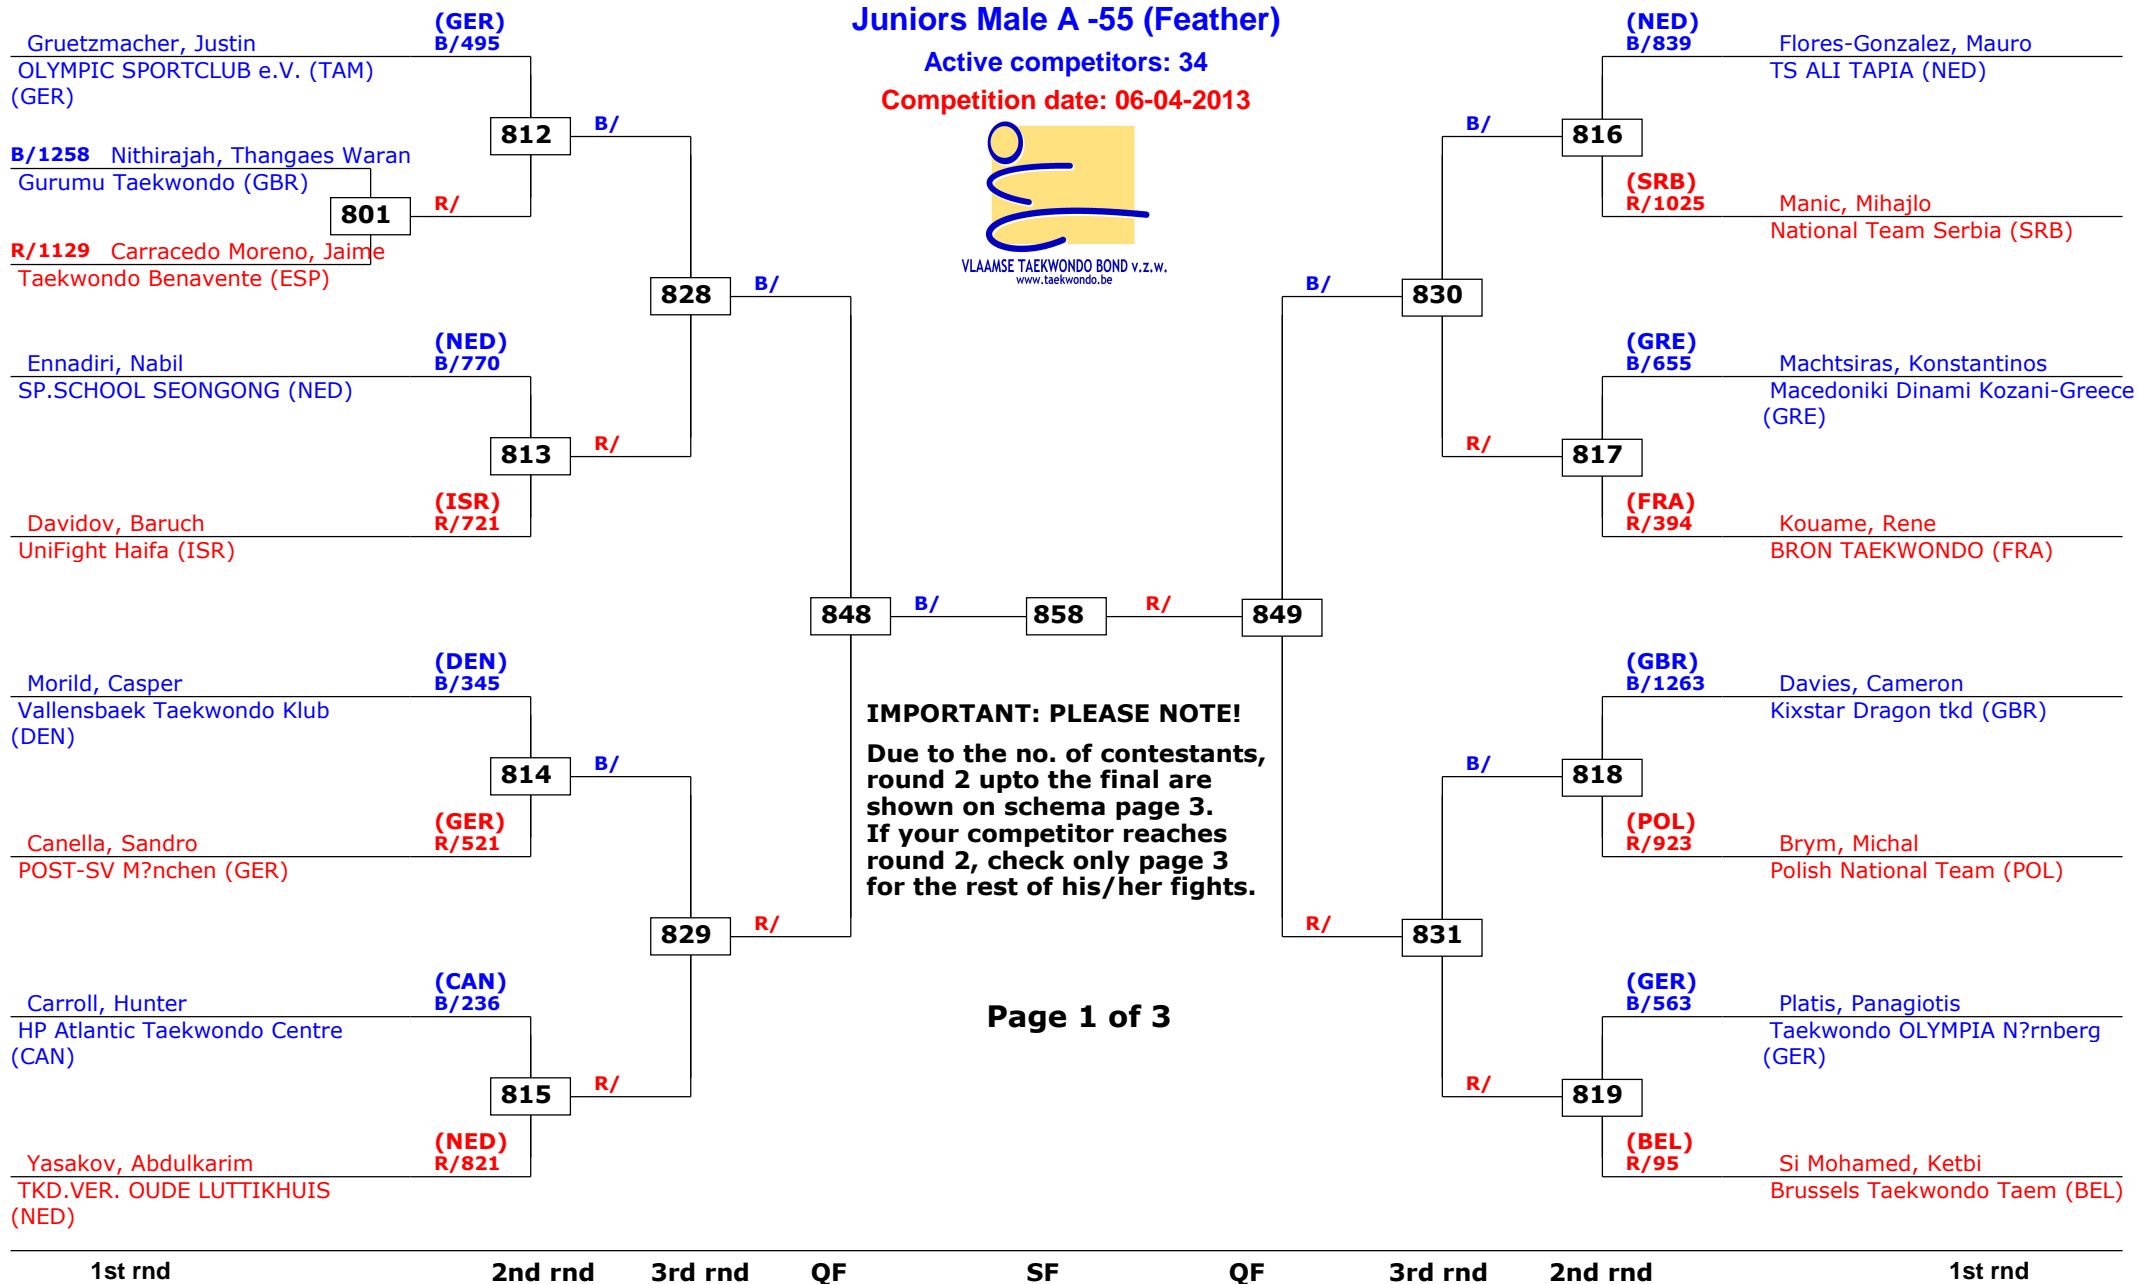 Juniors Male A -55 (Feather)
Active competitors: 34
Competition date: 06-04-2013
VLAAMSE TAEKWONDO BOND v.z.w.
www.taekwondo.be
(GER)
Gruetzmacher, Justin B/495
OLYMPIC SPORTCLUB e.V. (TAM)
(GER)
812
B/
B/1258 Nithirajah, Thangaes Waran
Gurumu Taekwondo (GBR)
801
R/
R/1129 Carracedo Moreno, Jaime
Taekwondo Benavente (ESP)
828
B/
(NED)
Ennadiri, Nabil B/770
SP.SCHOOL SEONGONG (NED)
813
R/
(ISR)
Davidov, Baruch R/721
UniFight Haifa (ISR)
848
B/
858
R/
849
(DEN)
Morild, Casper B/345
Vallensbaek Taekwondo Klub
(DEN)
814
B/
(GER)
Canella, Sandro R/521
POST-SV M?nchen (GER)
829
R/
(CAN)
Carroll, Hunter B/236
HP Atlantic Taekwondo Centre
(CAN)
815
R/
(NED)
Yasakov, Abdulkarim R/821
TKD.VER. OUDE LUTTIKHUIS
(NED)
IMPORTANT: PLEASE NOTE!
Due to the no. of contestants,
round 2 upto the final are
shown on schema page 3.
If your competitor reaches
round 2, check only page 3
for the rest of his/her fights.
Page 1 of 3
(NED)
B/839 Flores-Gonzalez, Mauro
TS ALI TAPIA (NED)
B/
816
(SRB)
R/1025 Manic, Mihajlo
National Team Serbia (SRB)
B/
830
(GRE)
B/655 Machtsiras, Konstantinos
Macedoniki Dinami Kozani-Greece
(GRE)
R/
817
(FRA)
R/394 Kouame, Rene
BRON TAEKWONDO (FRA)
(GBR)
B/1263 Davies, Cameron
Kixstar Dragon tkd (GBR)
B/
818
(POL)
R/923 Brym, Michal
Polish National Team (POL)
R/
831
(GER)
B/563 Platis, Panagiotis
Taekwondo OLYMPIA N?rnberg
(GER)
R/
819
(BEL)
R/95 Si Mohamed, Ketbi
Brussels Taekwondo Taem (BEL)
1st rnd 2nd rnd 3rd rnd QF SF QF 3rd rnd 2nd rnd 1st rnd